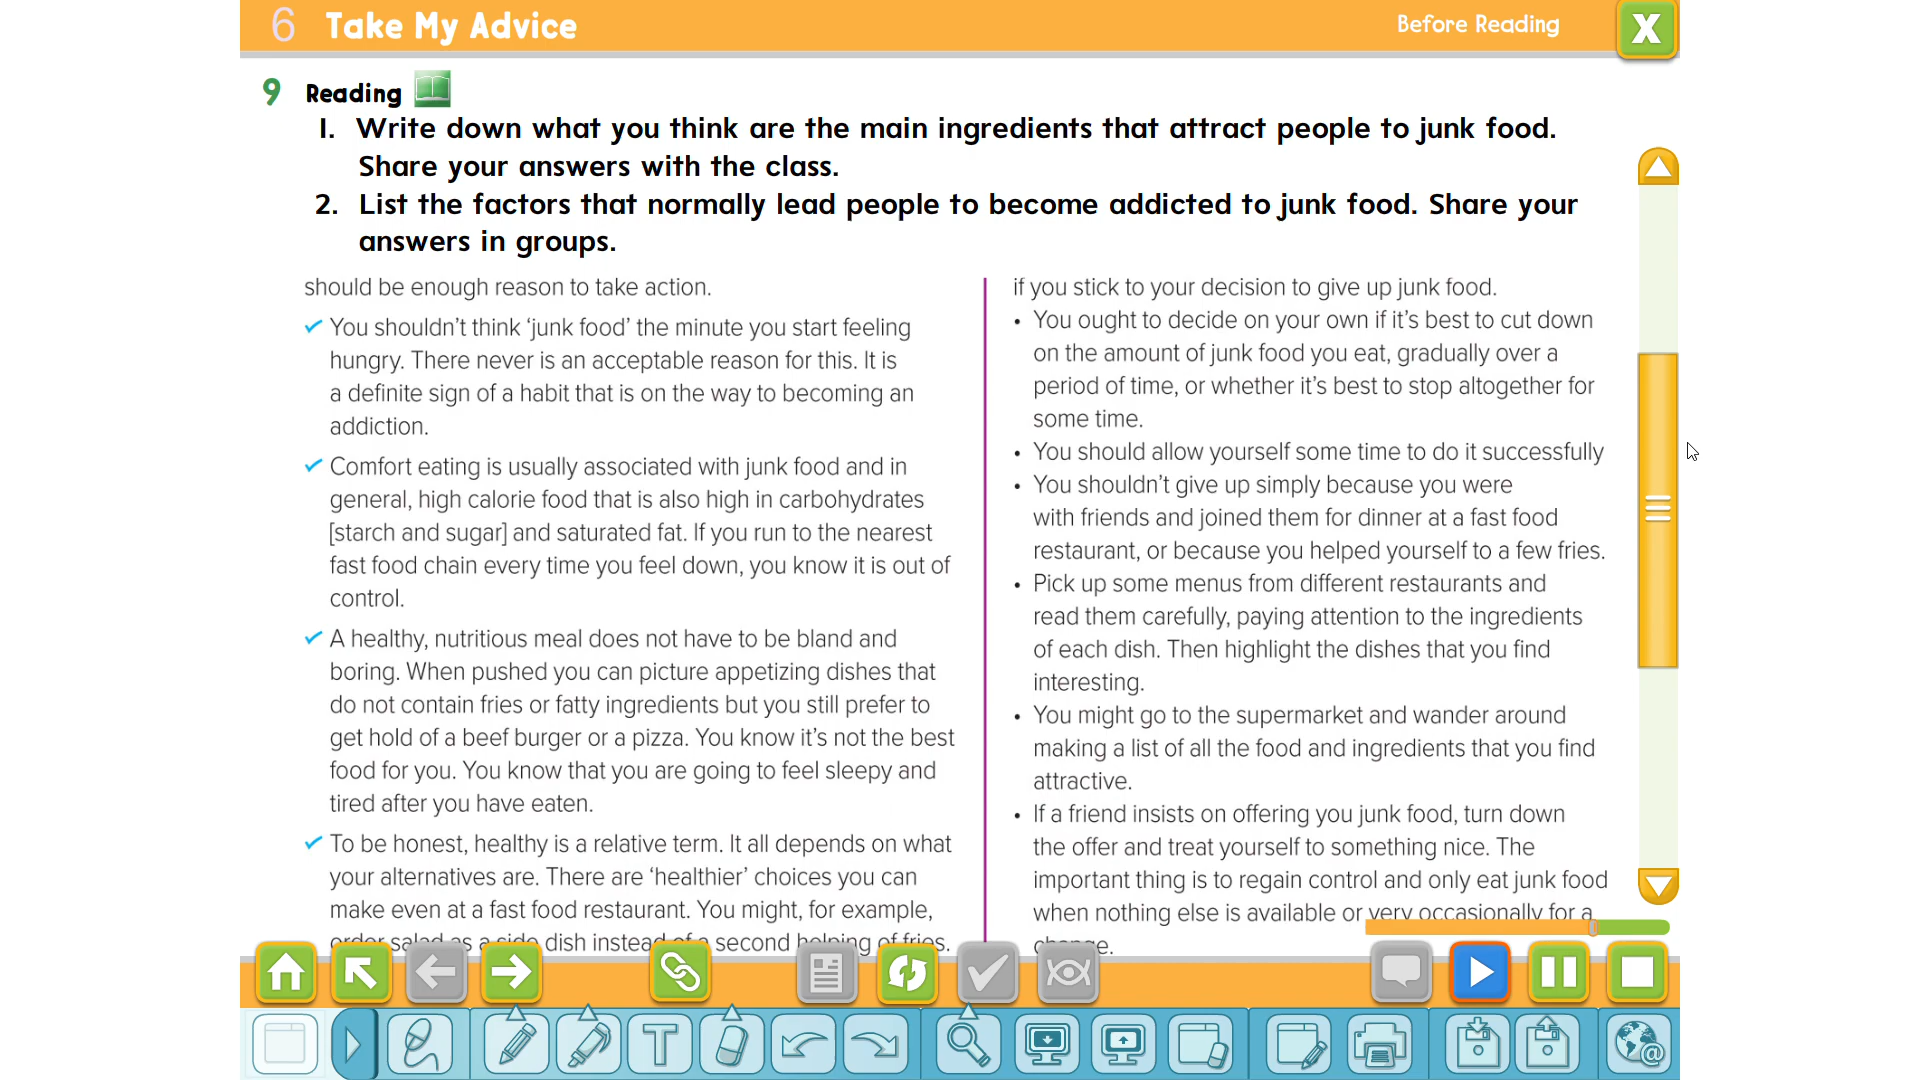 6 Take My Advice
Before Reading
X
9 Reading
1. Write down what you think are the main ingredients that attract people to junk food.
Share your answers with the class.
2. List the factors that normally lead people to become addicted to junk food. Share your
answers in groups.
should be enough reason to take action.
You shouldn't think ‘junk food’ the minute you start feeling
hungry. There never is an acceptable reason for this. It is
a definite sign of a habit that is on the way to becoming an
addiction.
Comfort eating is usually associated with junk food and in
general, high calorie food that is also high in carbohydrates
[starch and sugar] and saturated fat. If you run to the nearest
fast food chain every time you feel down, you know it is out of
control.
A healthy, nutritious meal does not have to be bland and
boring. When pushed you can picture appetizing dishes that
do not contain fries or fatty ingredients but you still prefer to
get hold of a beef burger or a pizza. You know it's not the best
food for you. You know that you are going to feel sleepy and
tired after you have eaten.
To be honest, healthy is a relative term. It all depends on what
your alternatives are. There are ‘healthier’ choices you can
make even at a fast food restaurant. You might, for example,
order salad as a side dish instead of a second helping of fries.
if you stick to your decision to give up junk food.
• You ought to decide on your own if it's best to cut down
on the amount of junk food you eat, gradually over a
period of time, or whether it's best to stop altogether for
some time.
• You should allow yourself some time to do it successfully
• You shouldn't give up simply because you were
with friends and joined them for dinner at a fast food
restaurant, or because you helped yourself to a few fries.
• Pick up some menus from different restaurants and
read them carefully, paying attention to the ingredients
of each dish. Then highlight the dishes that you find
interesting.
• You might go to the supermarket and wander around
making a list of all the food and ingredients that you find
attractive.
• If a friend insists on offering you junk food, turn down
the offer and treat yourself to something nice. The
important thing is to regain control and only eat junk food
when nothing else is available or very occasionally for a
change.
T